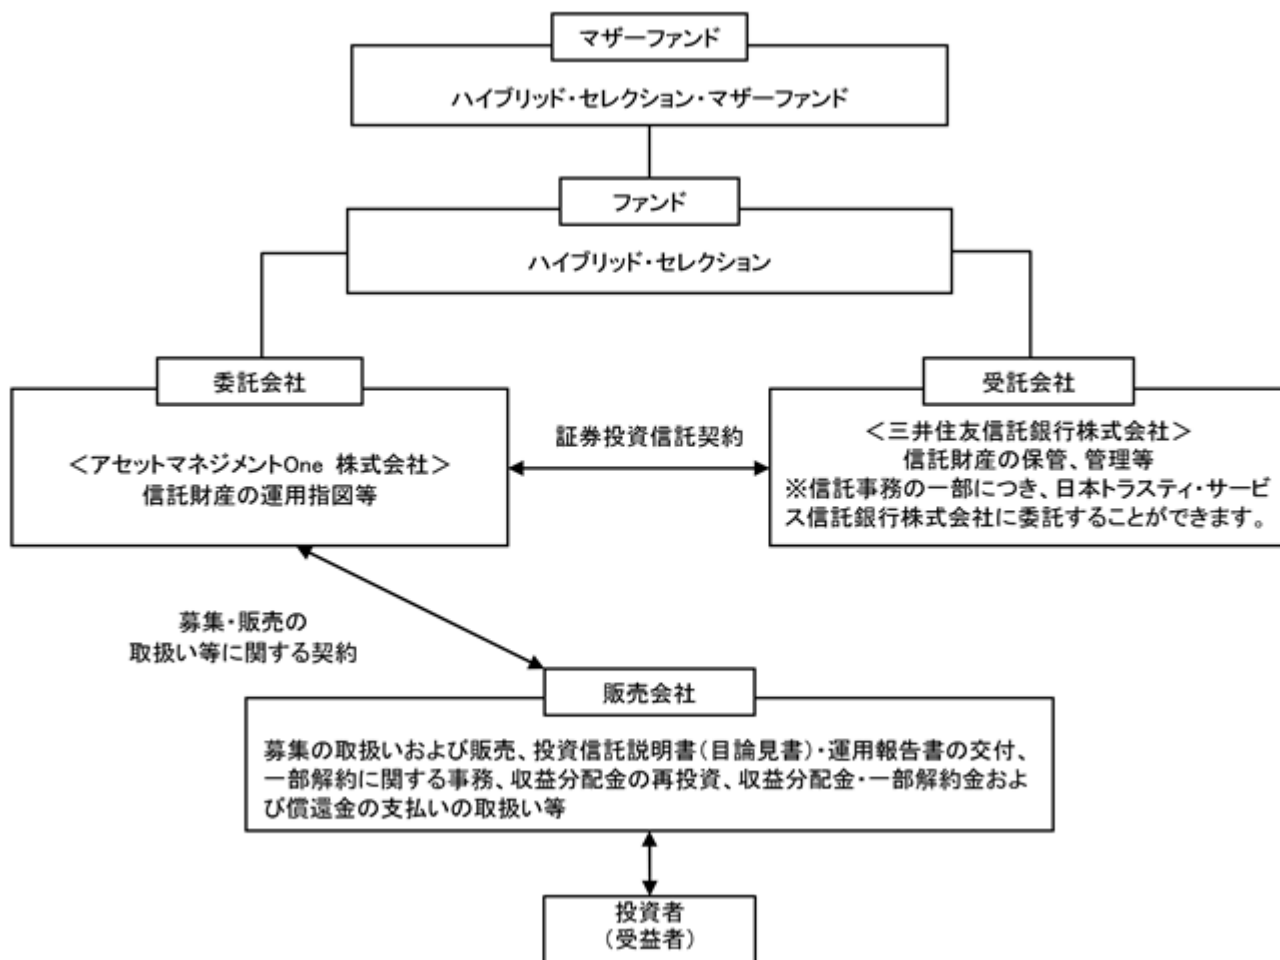 マザーファンド
ハイブリッド・セレクション・マザーファンド
ファンド
ハイブリッド・セレクション
委託会社
＜アセットマネジメントOne 株式会社＞
信託財産の運用指図等
証券投資信託契約
受託会社
＜三井住友信託銀行株式会社＞
信託財産の保管、管理等
※信託事務の一部につき、日本トラスティ・サービ
ス信託銀行株式会社に委託することができます。
募集・販売の
取扱い等に関する契約
販売会社
募集の取扱いおよび販売、投資信託説明書（目論見書）・運用報告書の交付、
一部解約に関する事務、収益分配金の再投資、収益分配金・一部解約金およ
び償還金の支払いの取扱い等
投資者
（受益者）